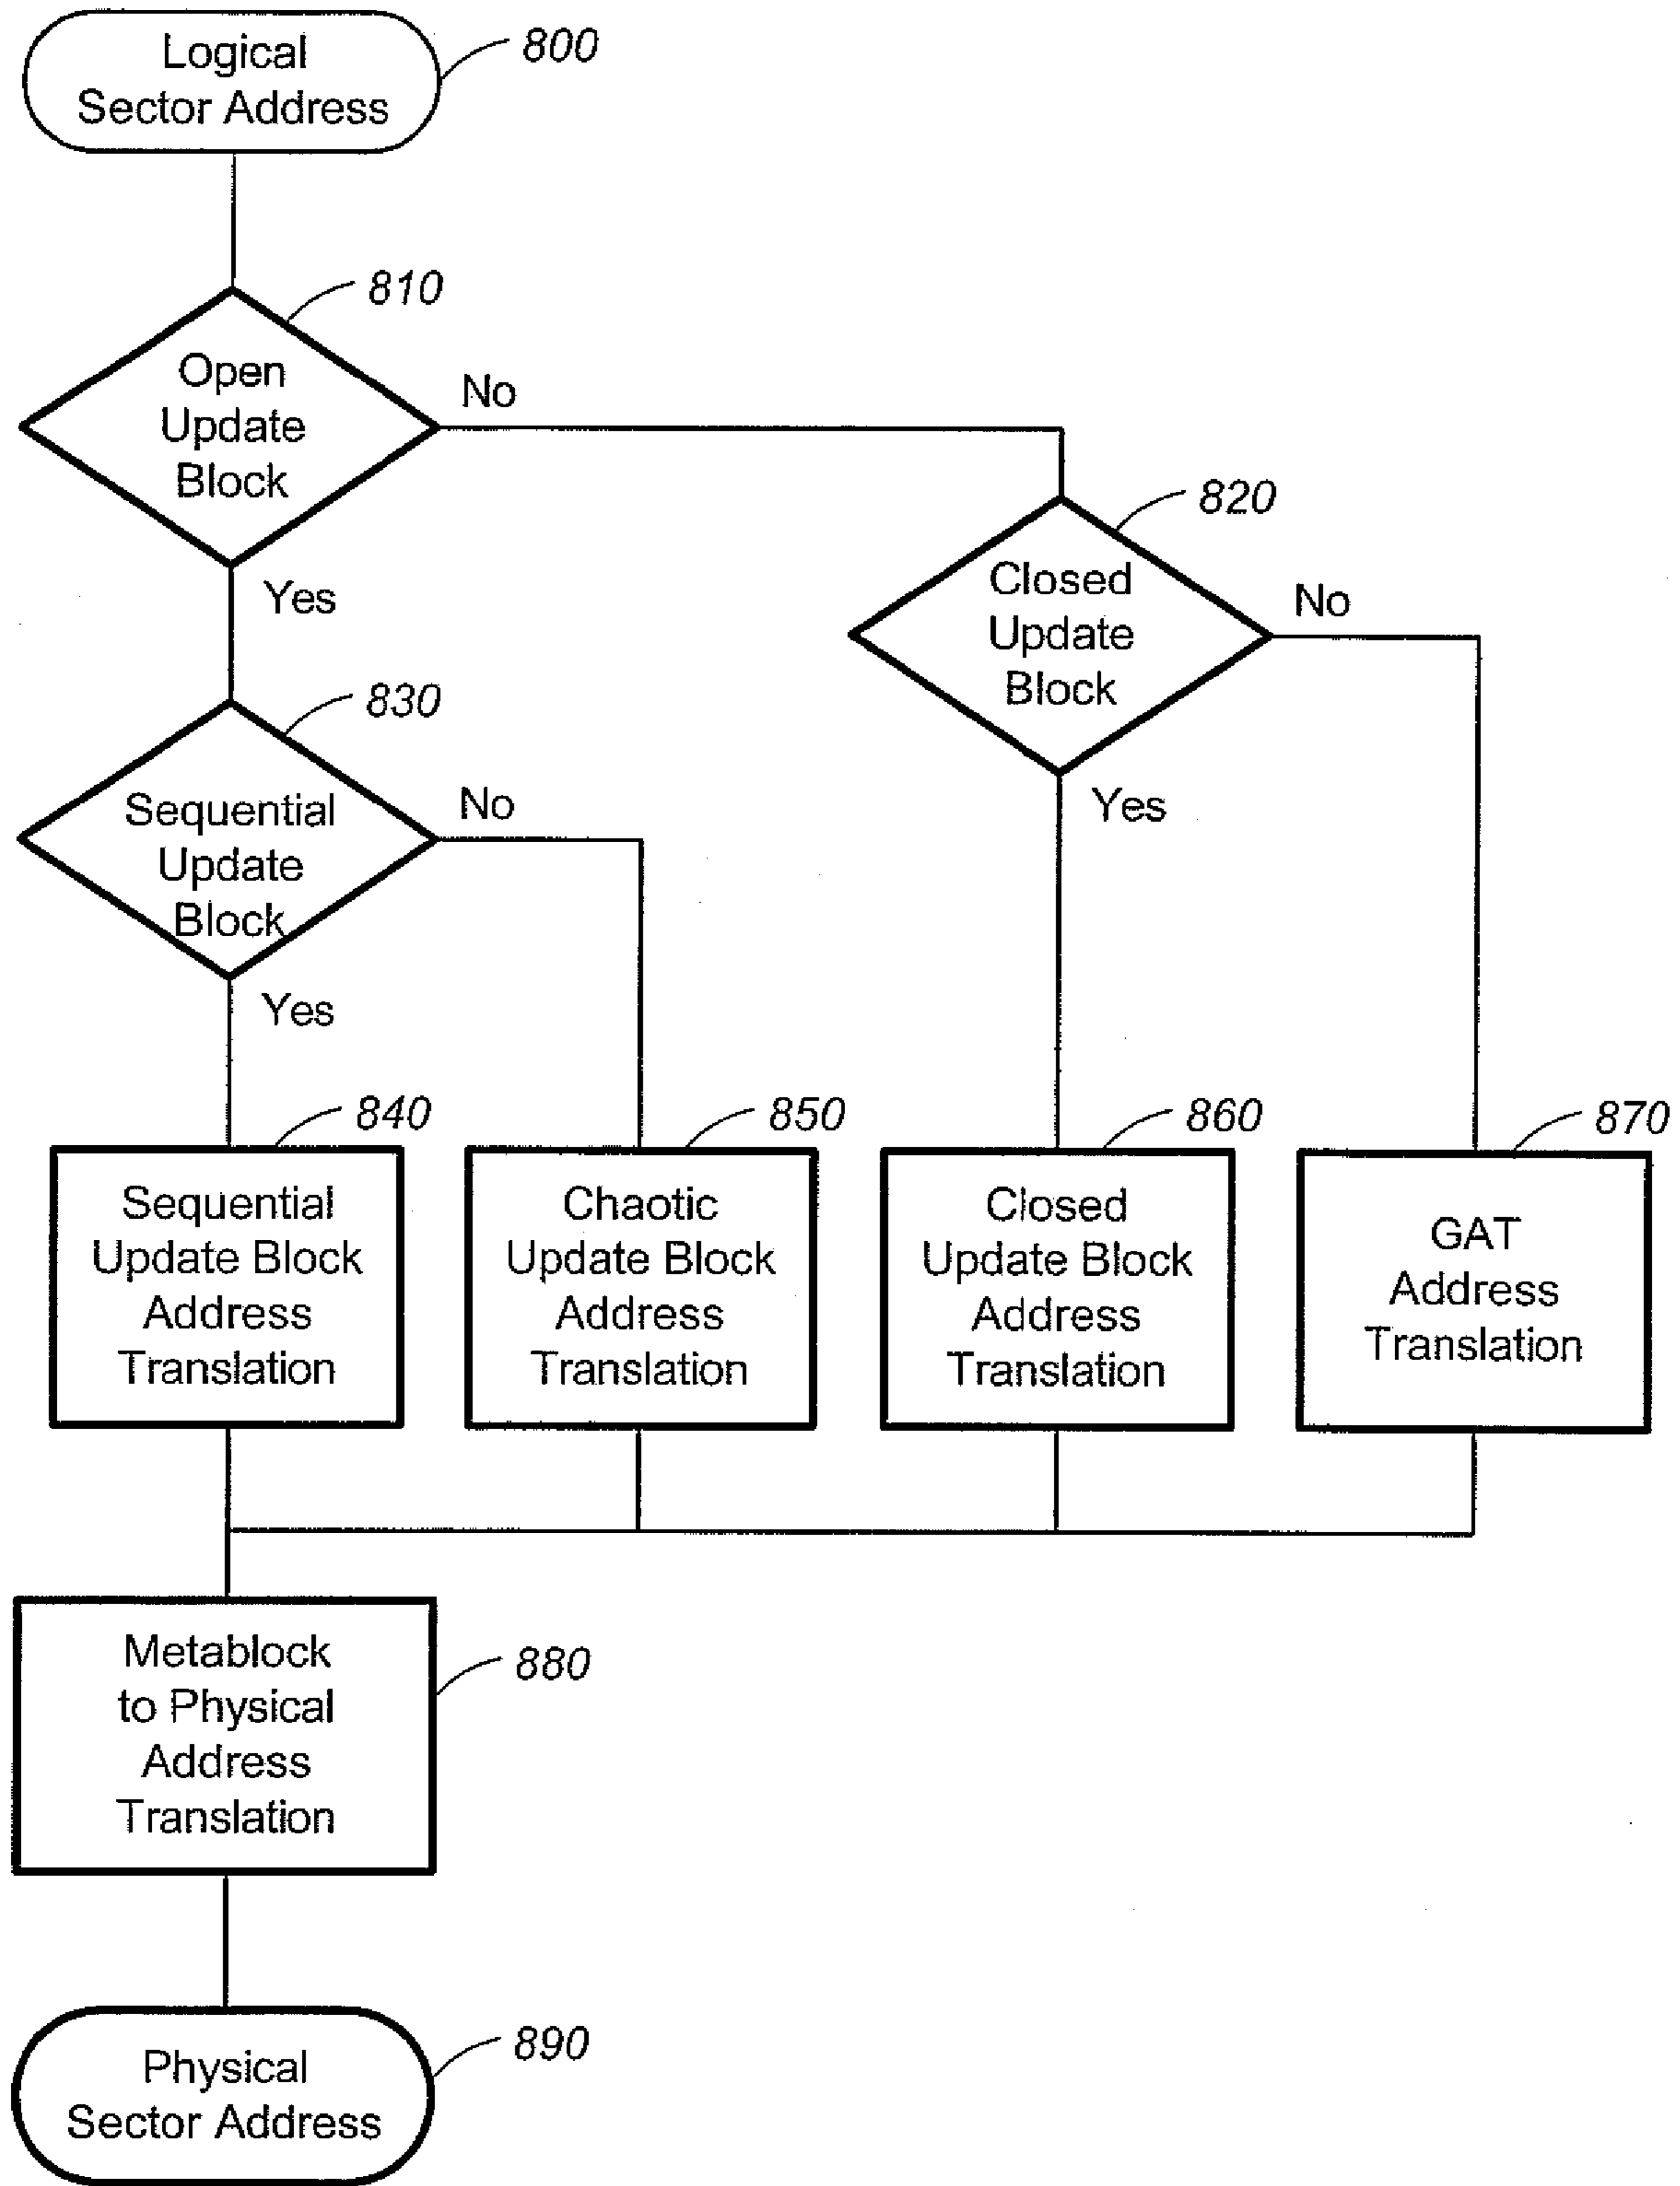 Logical
Sector Address
800
810
Open
Update
Block
No
Yes
820
Closed
Update
Block
No
Yes
830
Sequential
Update
Block
No
Yes
840
Sequential
Update Block
Address
Translation
850
Chaotic
Update Block
Address
Translation
860
Closed
Update Block
Address
Translation
870
GAT
Address
Translation
Metablock
to Physical
Address
Translation
880
Physical
Sector Address
890